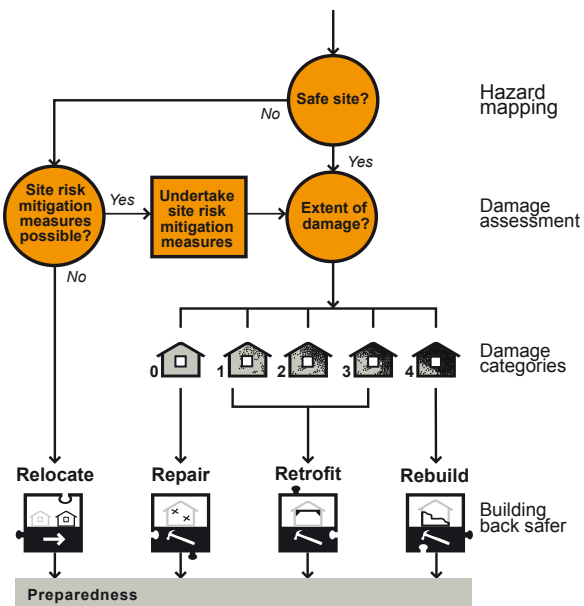 Safe site?
Hazard
mapping
No
Yes
Site risk
mitigation
measures
possible?
Yes
Undertake
site risk
mitigation
measures
Extent of
damage?
Damage
assessment
No
0
1
2
3
4
Damage
categories
Relocate
Repair
Retrofit
Rebuild
Building
back safer
Preparedness